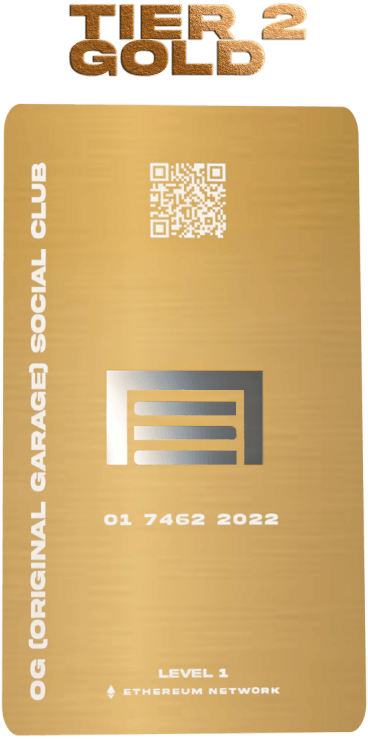 TIER 2
GOLD
OG (ORIGINAL GARAGE) SOCIAL CLUB
01 7462 2022
LEVEL 1
ETHEREUM NETWORK